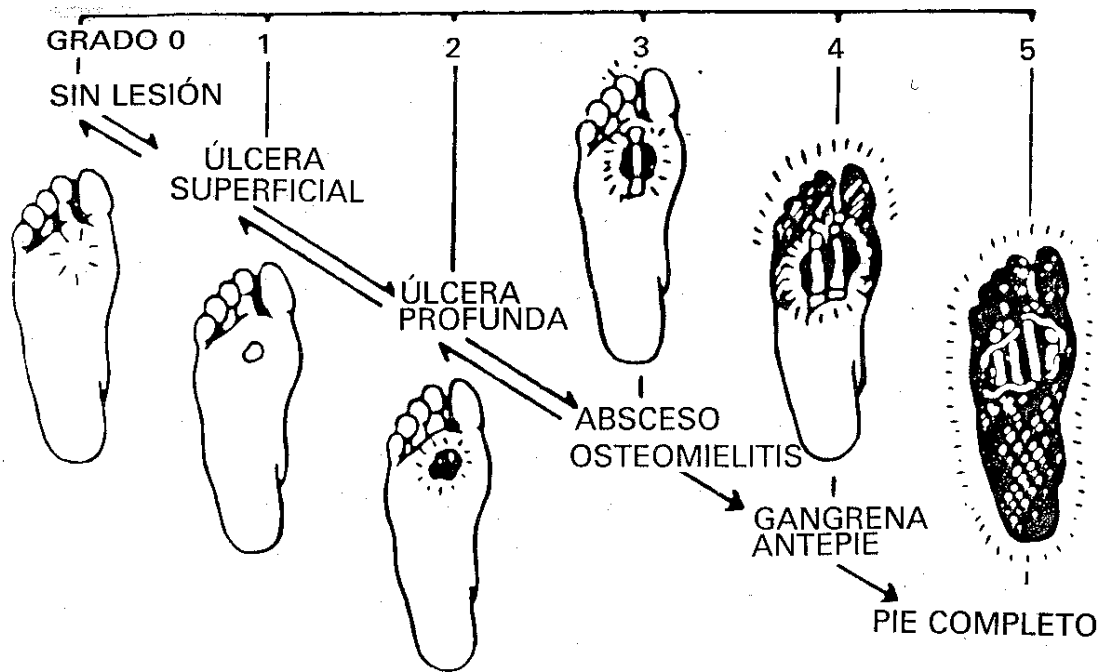 GRADO 0 1 2 3 4 5
SIN LESIÓN
ÚLCERA
SUPERFICIAL
ÚLCERA
PROFUNDA
ABSCESO
OSTEOMIELITIS
GANGRENA
ANTEPIE
PIE COMPLETO